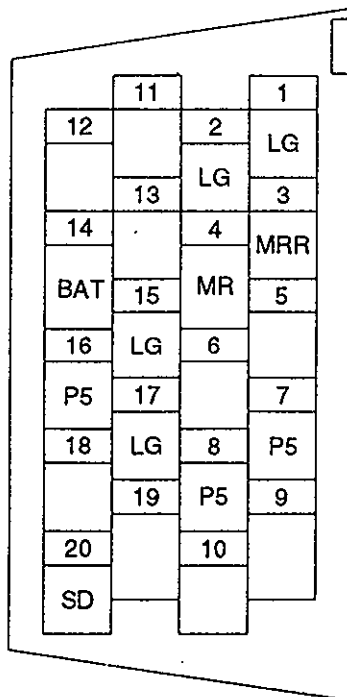 11 1
12 2
LG
LG
13 3
14 4
MRR
BAT MR
15 5
16 LG 6
P5 17 7
18 LG 8 P5
19 P5 9
20 10
SD